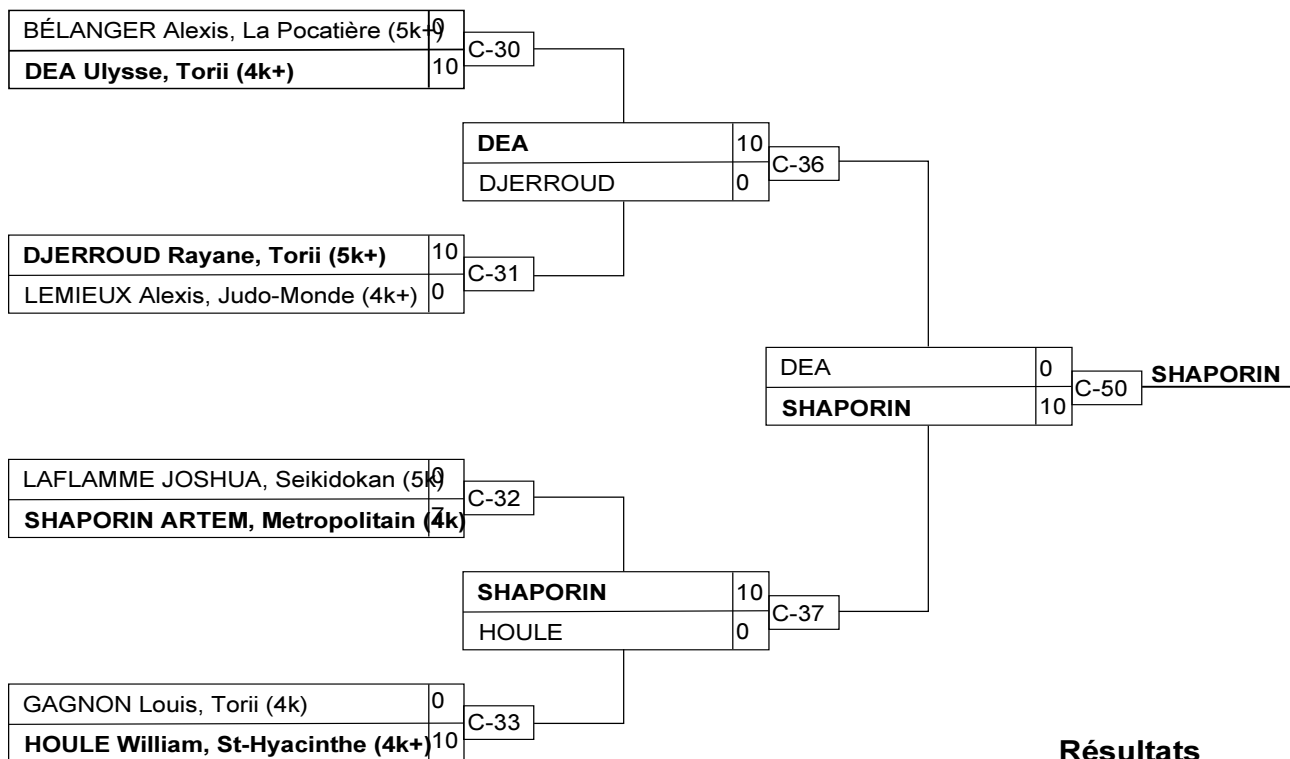 BÉLANGER Alexis, La Pocatière (5k+) 0
C-30
DEA Ulysse, Torii (4k+) 10
DEA 10
C-36
DJERROUD 0
DJERROUD Rayane, Torii (5k+) 10
C-31
LEMIEUX Alexis, Judo-Monde (4k+) 0
DEA 0
C-50 SHAPORIN
SHAPORIN 10
LAFLAMME JOSHUA, Seikidokan (5k) 0
C-32
SHAPORIN ARTEM, Metropolitain (4k) 7
SHAPORIN 10
C-37
HOULE 0
GAGNON Louis, Torii (4k) 0
C-33
HOULE William, St-Hyacinthe (4k+) 10
Résultats